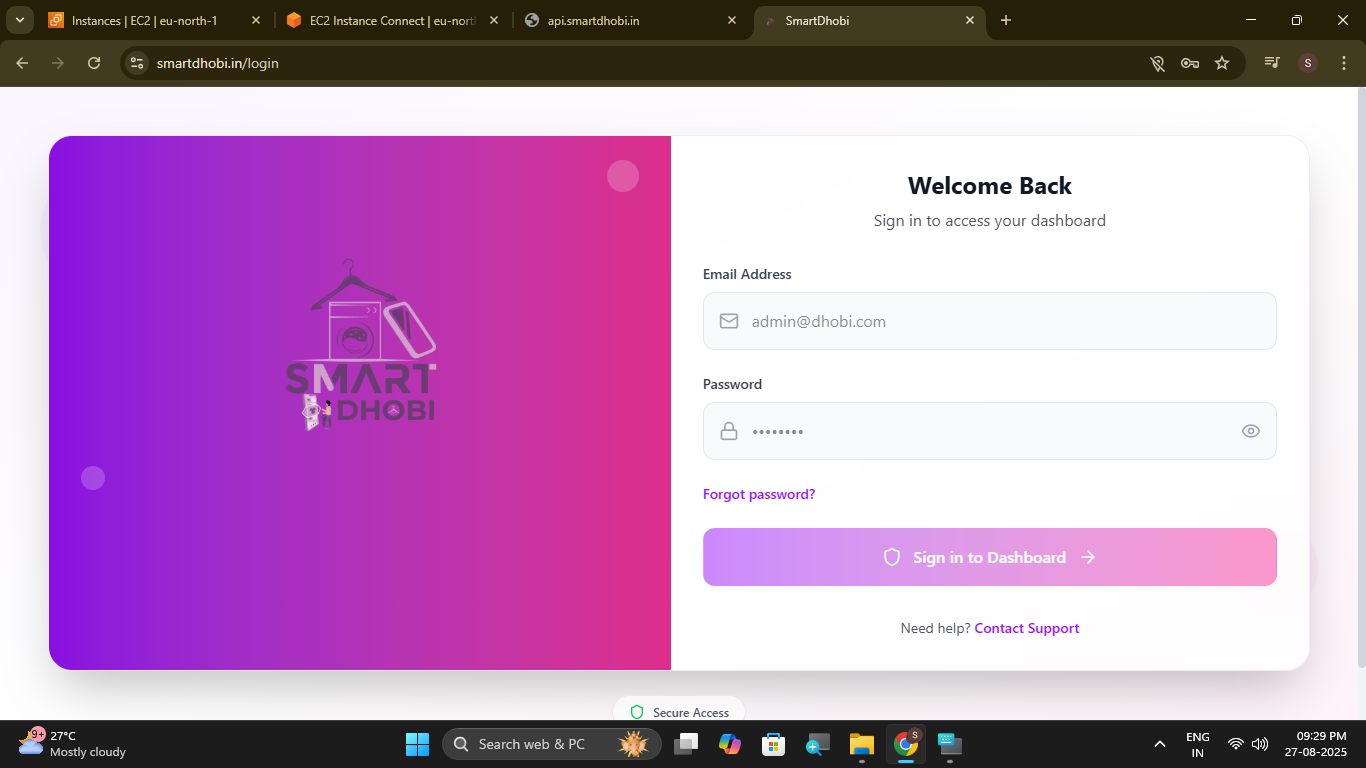 Instances | EC2 | eu-north-1
EC2 Instance Connect | eu-nort
api.smartdhobi.in
SmartDhobi
smartdhobi.in/login
S
SMART
DHOBI
Welcome Back
Sign in to access your dashboard
Email Address
admin@dhobi.com
Password
••••••••
Forgot password?
Sign in to Dashboard
Need help? Contact Support
Secure Access
9+
27°C
Mostly cloudy
Search web & PC
S
ENG
IN
09:29 PM
27-08-2025